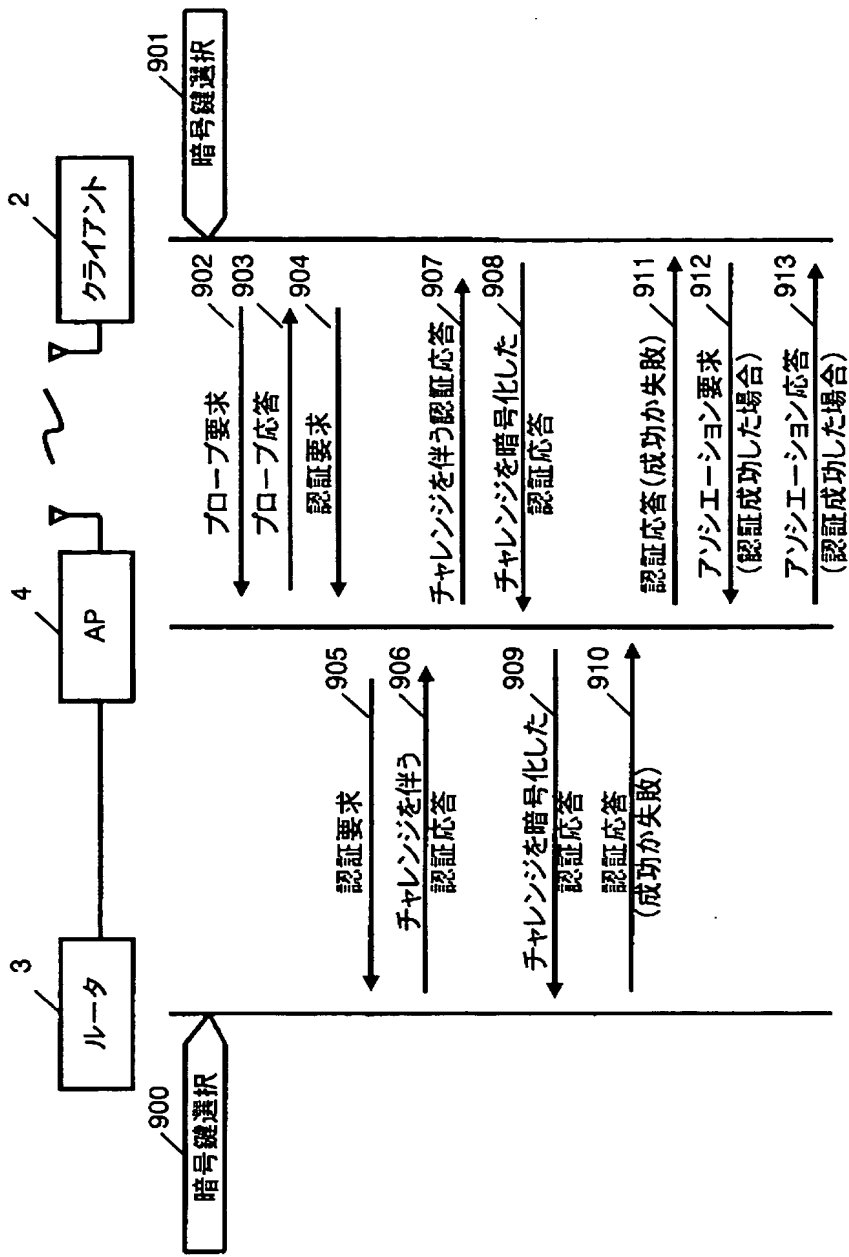 3
ルータ
4
AP
2
クライアント
900
暗号鍵選択
901
暗号鍵選択
902
プローブ要求
903
プローブ応答
904
認証要求
905
認証要求
906
チャレンジを伴う
認証応答
907
チャレンジを伴う認証応答
908
チャレンジを暗号化した
認証応答
909
チャレンジを暗号化した
認証応答
910
認証応答
(成功か失敗)
911
認証応答(成功か失敗)
912
アソシエーション要求
(認証成功した場合)
913
アソシエーション応答
(認証成功した場合)